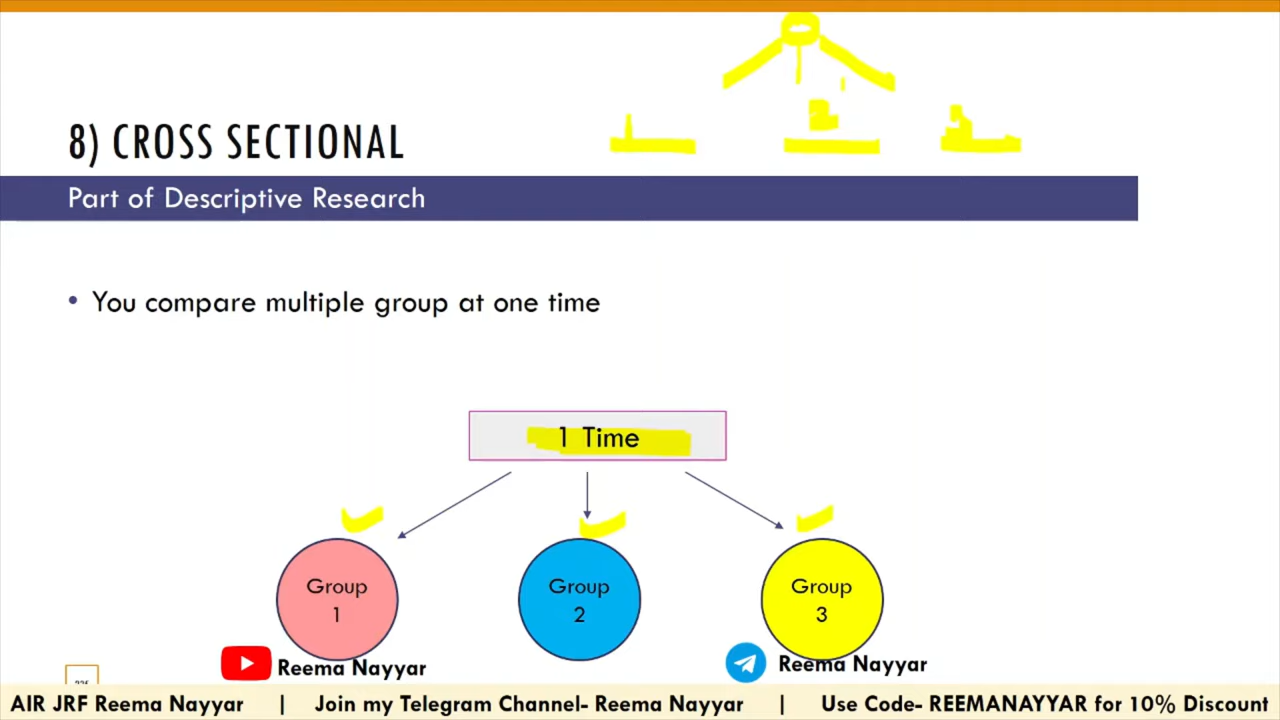 8) CROSS SECTIONAL
Part of Descriptive Research
• You compare multiple group at one time
1 Time
Group
1
Group
2
Group
3
Reema Nayyar
Reema Nayyar
AIR JRF Reema Nayyar | Join my Telegram Channel- Reema Nayyar | Use Code- REEMANAYYAR for 10% Discount